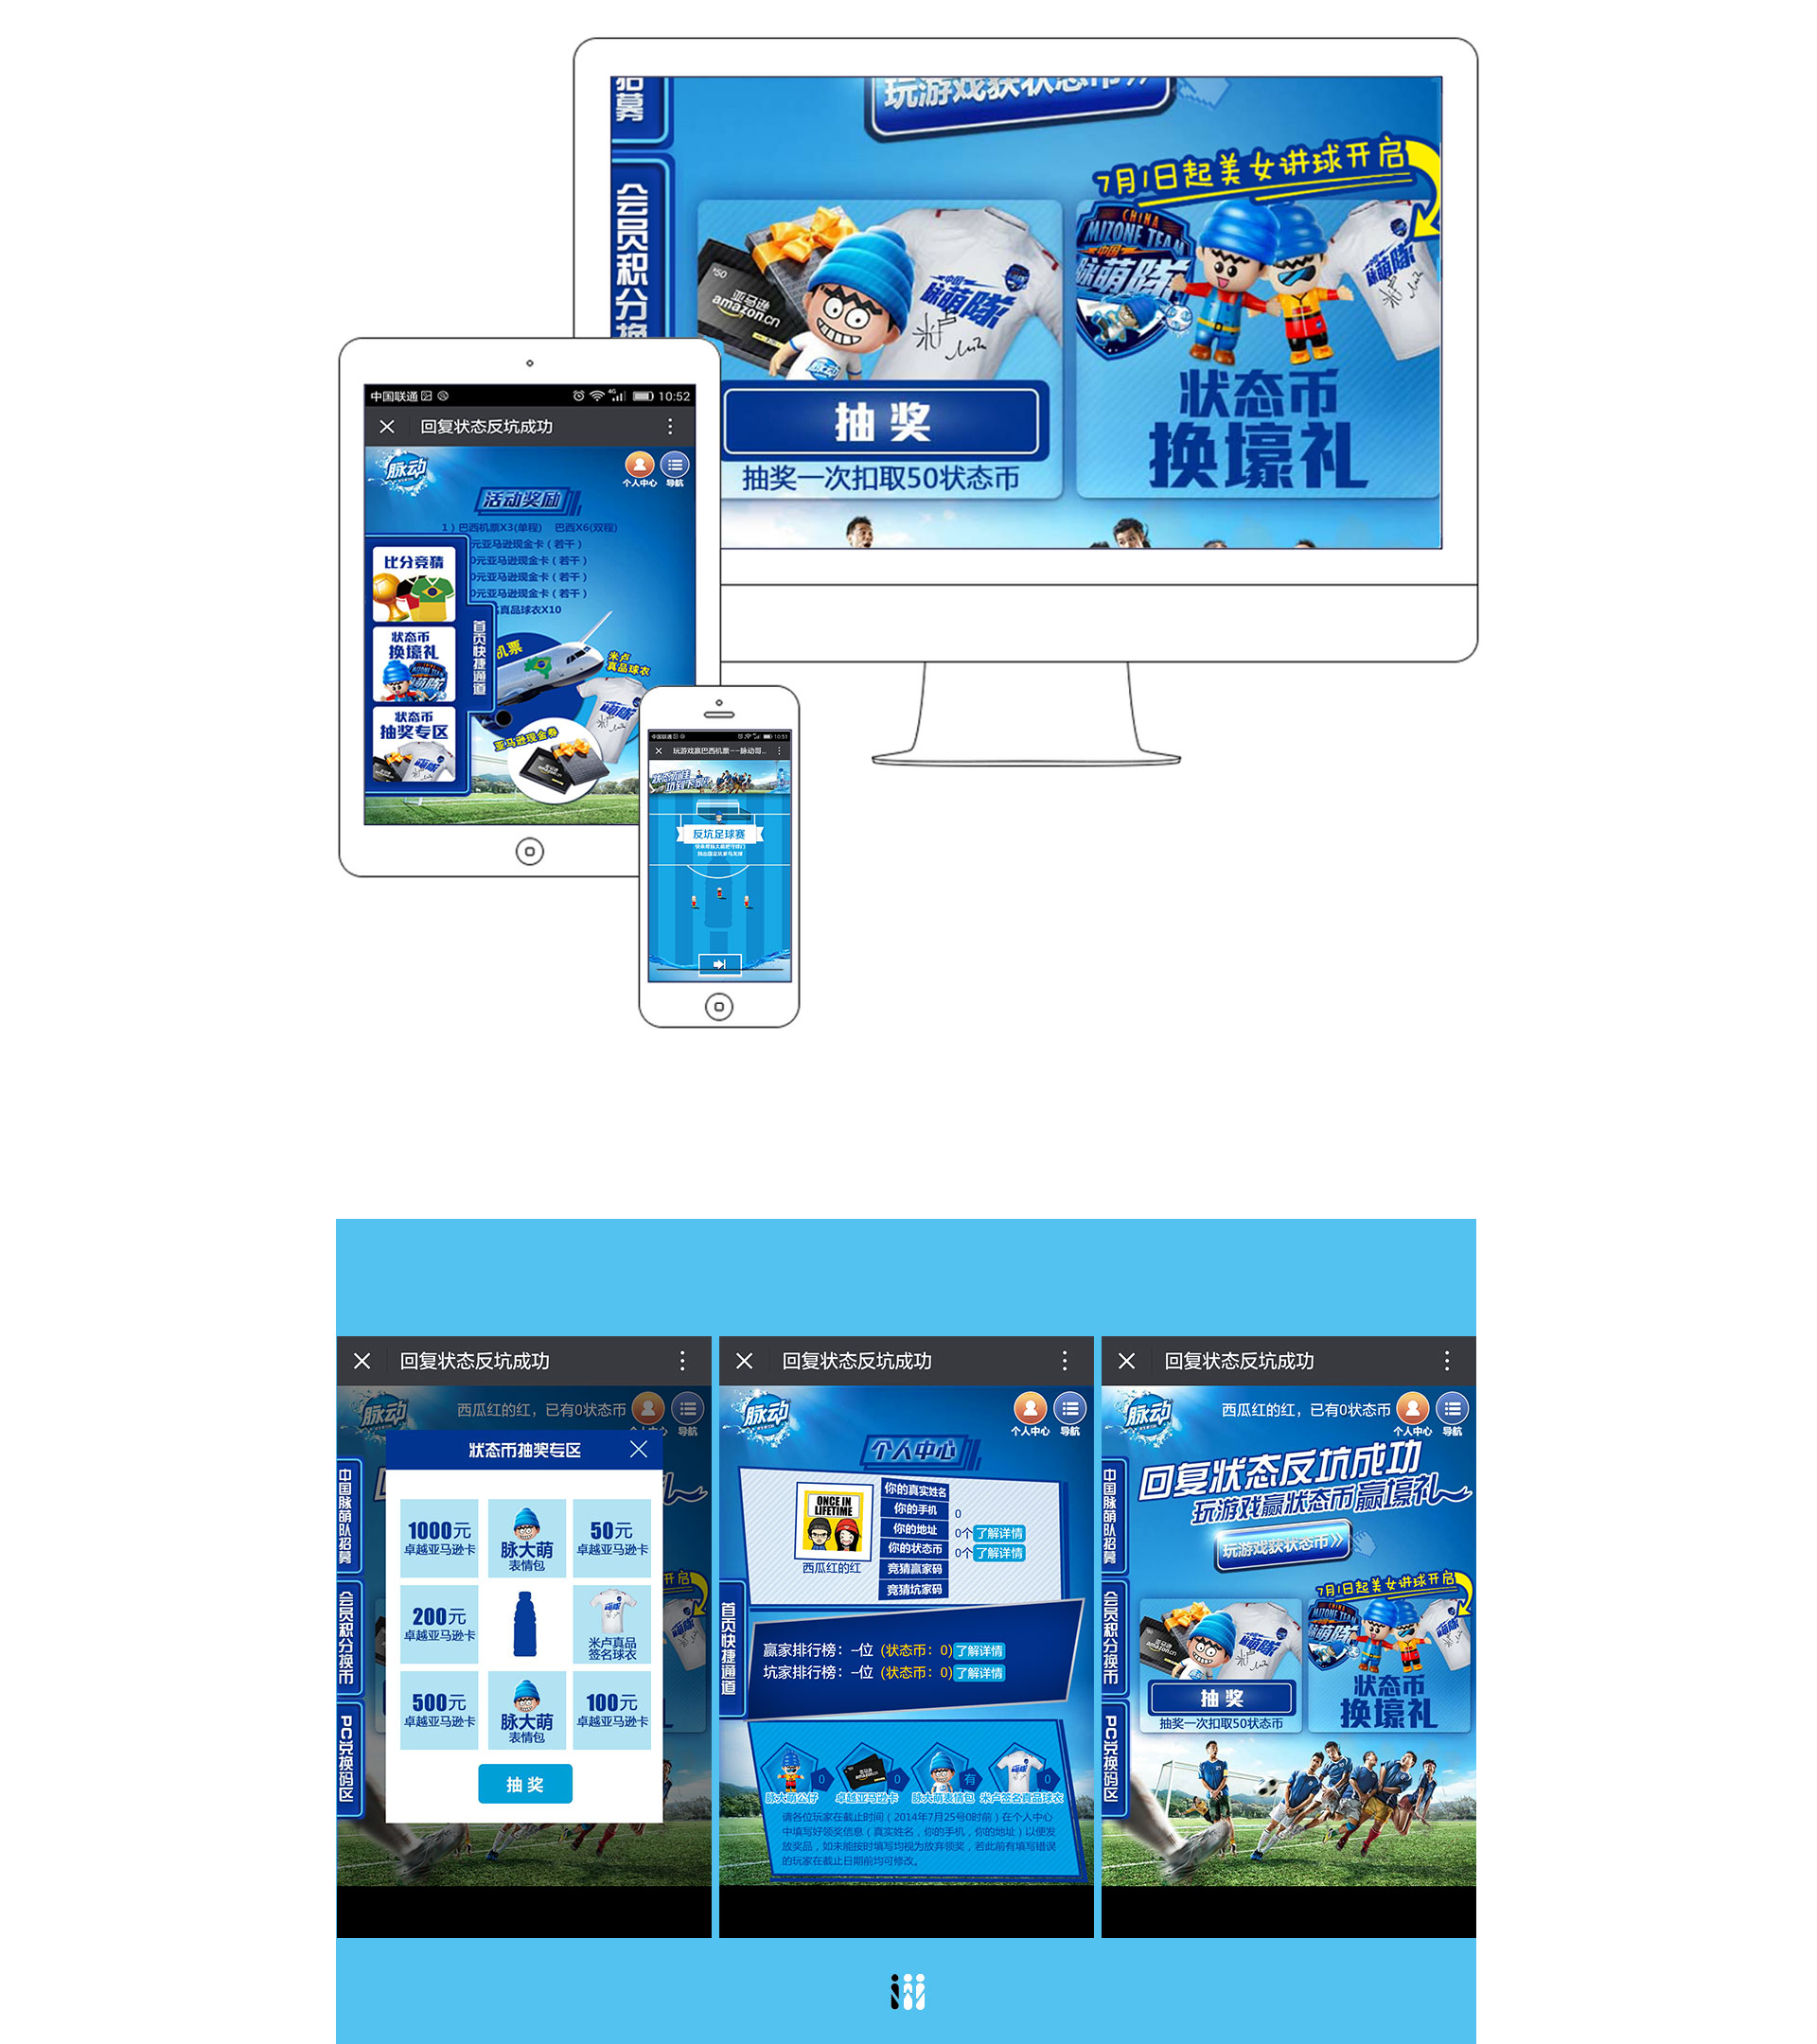 招募
玩游戏获状态币
会员积分换
7月1日起美女讲球开启
¥50
亚马逊
amazon.cn
中国
脉萌隊
脉动
抽奖
抽奖一次扣取50状态币
CHINA
MIZONE TEAM
中国
脉萌隊
脉萌隊
状态币
换壕礼
中国联通
4G
10:52
回复状态反坑成功
脉动
个人中心
导航
活动奖励
1）巴西机票X3(单程) 巴西X6(双程)
元亚马逊现金卡（若干）
0元亚马逊现金卡（若干）
0元亚马逊现金卡（若干）
0元亚马逊现金卡（若干）
真品球衣X10
比分竞猜
状态币
换壕礼
状态币
抽奖专区
首页快捷通道
机票
米卢
真品球衣
亚马逊现金券
中国联通
10:51
玩游戏赢巴西机票——脉动哥...
反坑足球赛
回复状态反坑成功
脉动
西瓜红的红，已有0状态币
导航
状态币抽奖专区
1000元
卓越亚马逊卡
脉大萌
表情包
50元
卓越亚马逊卡
200元
卓越亚马逊卡
米卢真品
签名球衣
500元
卓越亚马逊卡
脉大萌
表情包
100元
卓越亚马逊卡
抽奖
中国脉萌队招募
会员积分换币
PC兑换码区
开启
回复状态反坑成功
脉动
个人中心
导航
个人中心
ONCE IN
LIFETIME
西瓜红的红
你的真实姓名
你的手机
你的地址
你的状态币
竞猜赢家码
竞猜坑家码
0
0个 了解详情
0个 了解详情
首页快捷通道
赢家排行榜：--位 (状态币：0) 了解详情
坑家排行榜：--位 (状态币：0) 了解详情
0
0
有
0
脉大萌公仔
卓越亚马逊卡
脉大萌表情包
米卢签名真品球衣
请各位玩家在截止时间（2014年7月25号0时前）在个人中心
中填写好领奖信息（真实姓名，你的手机，你的地址）以便发
放奖品，如未能按时填写均视为放弃领奖，若此前有填写错误
的玩家在截止日期前均可修改。
回复状态反坑成功
脉动
西瓜红的红，已有0状态币
个人中心
导航
回复状态反坑成功
玩游戏赢状态币 赢壕礼
玩游戏获状态币
中国脉萌队招募
会员积分换币
PC兑换码区
7月1日起美女讲球开启
抽奖
抽奖一次扣取50状态币
MIZONE TEAM
状态币
换壕礼